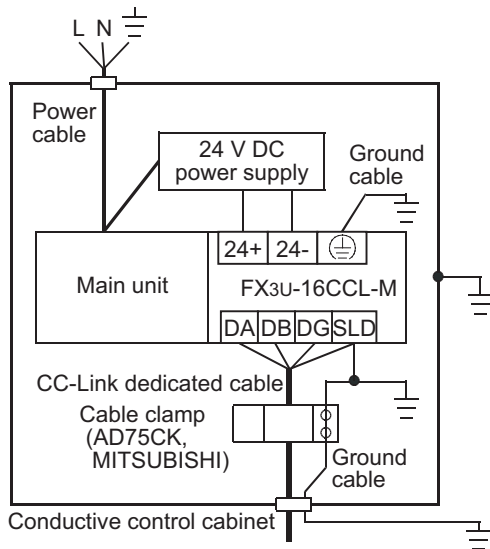 L N
Power
cable
24 V DC
power supply
Ground
cable
24+ 24-
Main unit
FX3U-16CCL-M
DA DB DG SLD
CC-Link dedicated cable
Cable clamp
(AD75CK,
MITSUBISHI)
Ground
cable
Conductive control cabinet